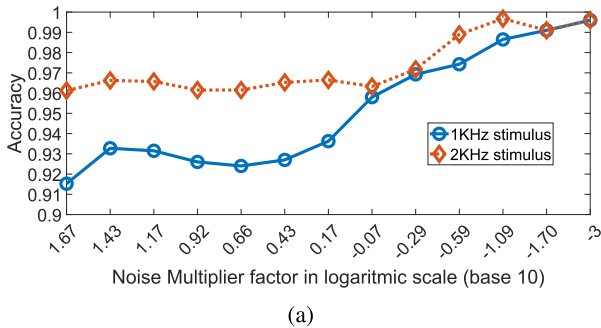 1
0.99
0.98
0.97
0.96
0.95
0.94
0.93
0.92
0.91
0.9
Accuracy
1KHz stimulus
2KHz stimulus
1.67 1.43 1.17 0.92 0.66 0.43 0.17 -0.07 -0.29 -0.59 -1.09 -1.70 -3
Noise Multiplier factor in logaritmic scale (base 10)
(a)